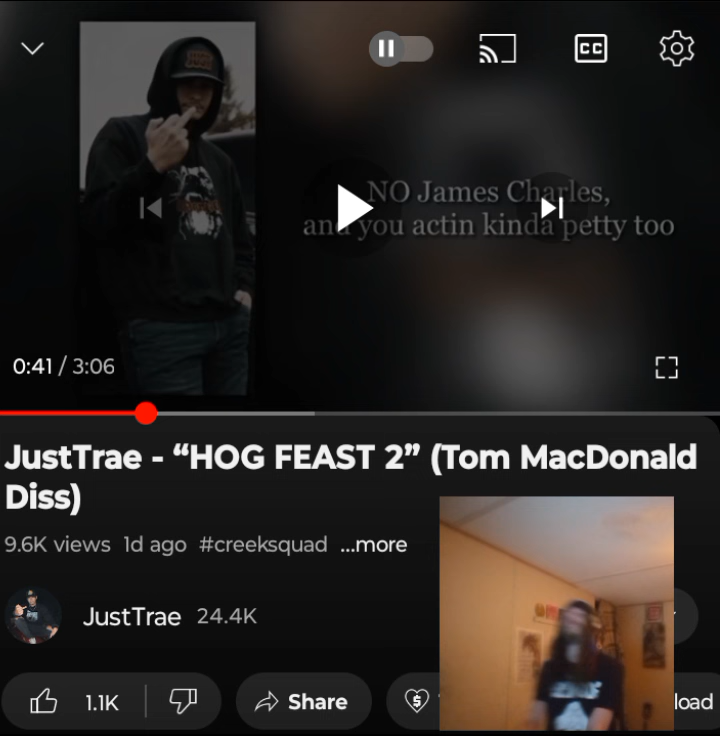 NO James Charles,
and you actin kinda petty too
CC
0:41 / 3:06
JustTrae - “HOG FEAST 2” (Tom MacDonald
Diss)
9.6K views 1d ago #creeksquad ...more
JustTrae 24.4K
1.1K Share load